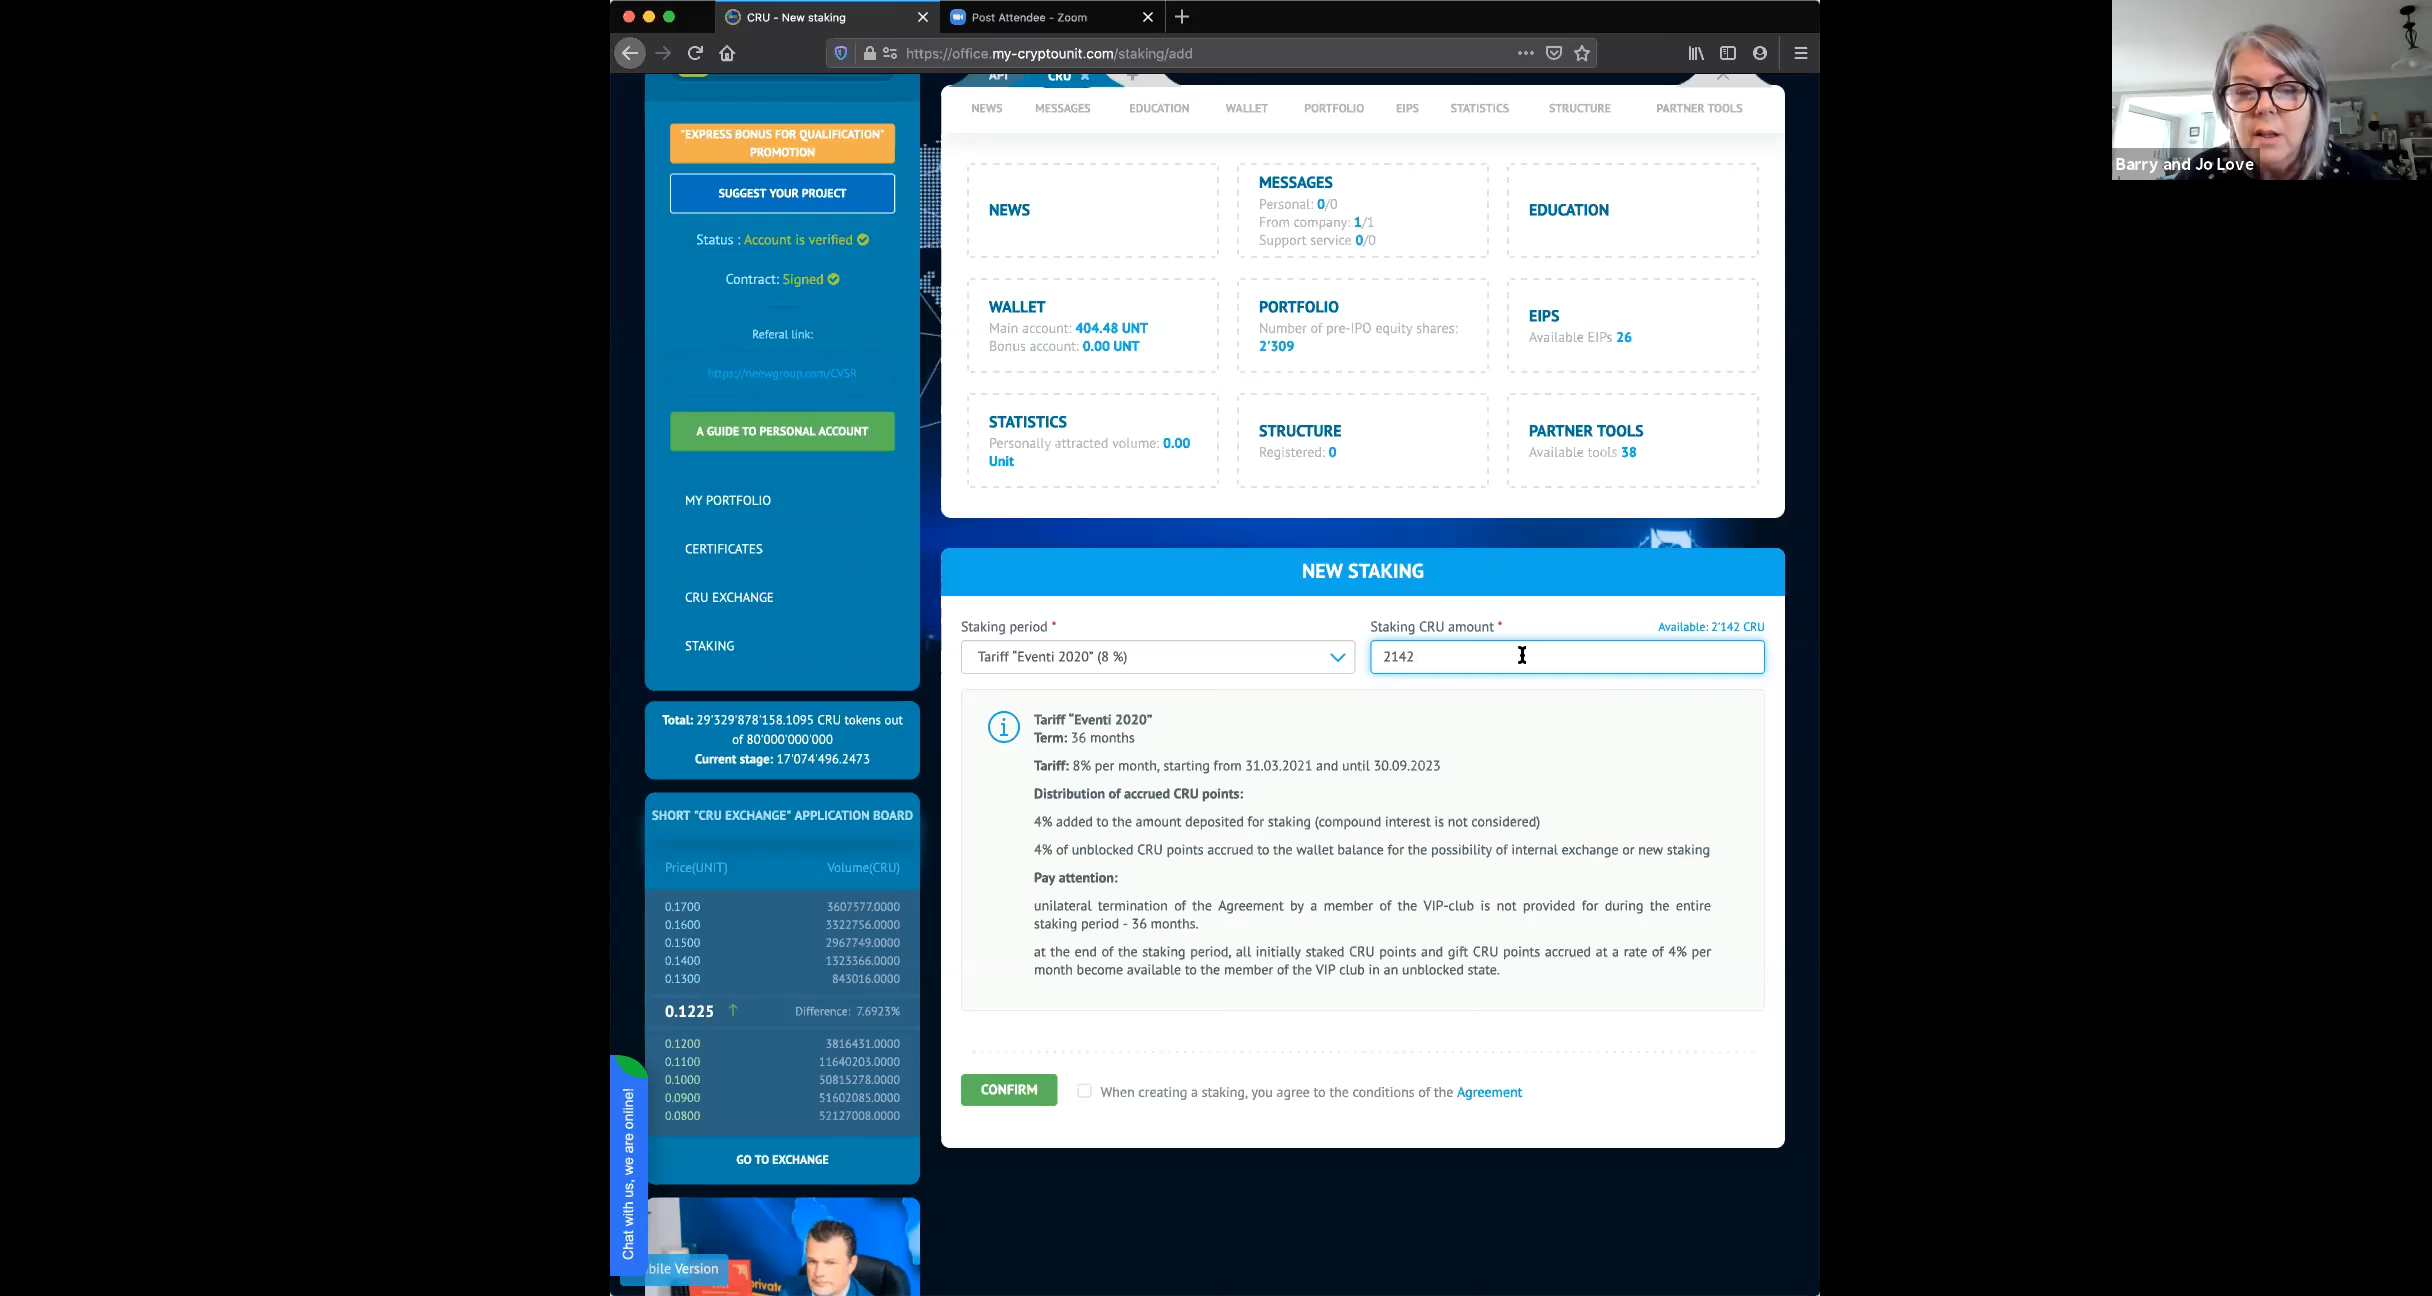 CRU - New staking
Post Attendee - Zoom
https://office.my-cryptounit.com/staking/add
Barry and Jo Love
API
CRU
NEWS MESSAGES EDUCATION WALLET PORTFOLIO EIPS STATISTICS STRUCTURE PARTNER TOOLS
"EXPRESS BONUS FOR QUALIFICATION"
PROMOTION
SUGGEST YOUR PROJECT
Status : Account is verified
Contract: Signed
Referal link:
https://neewgroup.com/CVSR
A GUIDE TO PERSONAL ACCOUNT
MY PORTFOLIO
CERTIFICATES
CRU EXCHANGE
STAKING
Total: 29'329'878'158.1095 CRU tokens out
of 80'000'000'000
Current stage: 17'074'496.2473
SHORT "CRU EXCHANGE" APPLICATION BOARD
Price(UNIT) Volume(CRU)
0.1700 3607577.0000
0.1600 3322756.0000
0.1500 2967749.0000
0.1400 1323366.0000
0.1300 843016.0000
0.1225 Difference: 7.6923%
0.1200 3816431.0000
0.1100 11640203.0000
0.1000 50815278.0000
0.0900 51602085.0000
0.0800 52127008.0000
GO TO EXCHANGE
Chat with us, we are online!
bile Version
privat
NEWS
MESSAGES
Personal: 0/0
From company: 1/1
Support service 0/0
EDUCATION
WALLET
Main account: 404.48 UNT
Bonus account: 0.00 UNT
PORTFOLIO
Number of pre-IPO equity shares:
2'309
EIPS
Available EIPs 26
STATISTICS
Personally attracted volume: 0.00
Unit
STRUCTURE
Registered: 0
PARTNER TOOLS
Available tools 38
NEW STAKING
Staking period *
Tariff “Eventi 2020” (8 %)
Staking CRU amount * Available: 2'142 CRU
2142
Tariff “Eventi 2020”
Term: 36 months
Tariff: 8% per month, starting from 31.03.2021 and until 30.09.2023
Distribution of accrued CRU points:
4% added to the amount deposited for staking (compound interest is not considered)
4% of unblocked CRU points accrued to the wallet balance for the possibility of internal exchange or new staking
Pay attention:
unilateral termination of the Agreement by a member of the VIP-club is not provided for during the entire
staking period - 36 months.
at the end of the staking period, all initially staked CRU points and gift CRU points accrued at a rate of 4% per
month become available to the member of the VIP club in an unblocked state.
CONFIRM
When creating a staking, you agree to the conditions of the Agreement